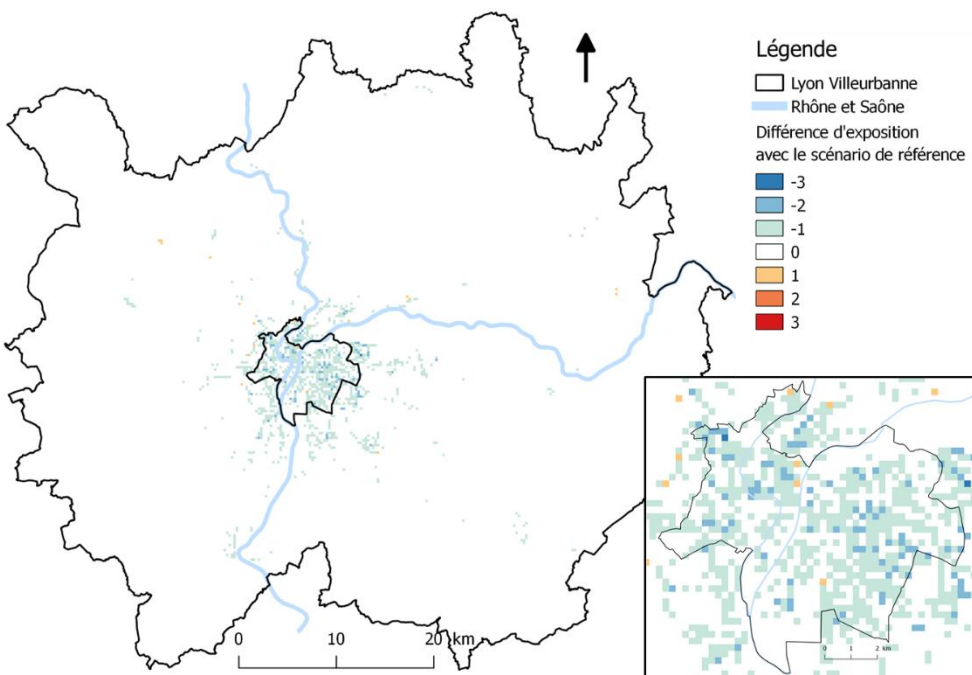 Légende
Lyon Villeurbanne
Rhône et Saône
Différence d'exposition
avec le scénario de référence
-3
-2
-1
0
1
2
3
0 10 20 km
0 1 2 km